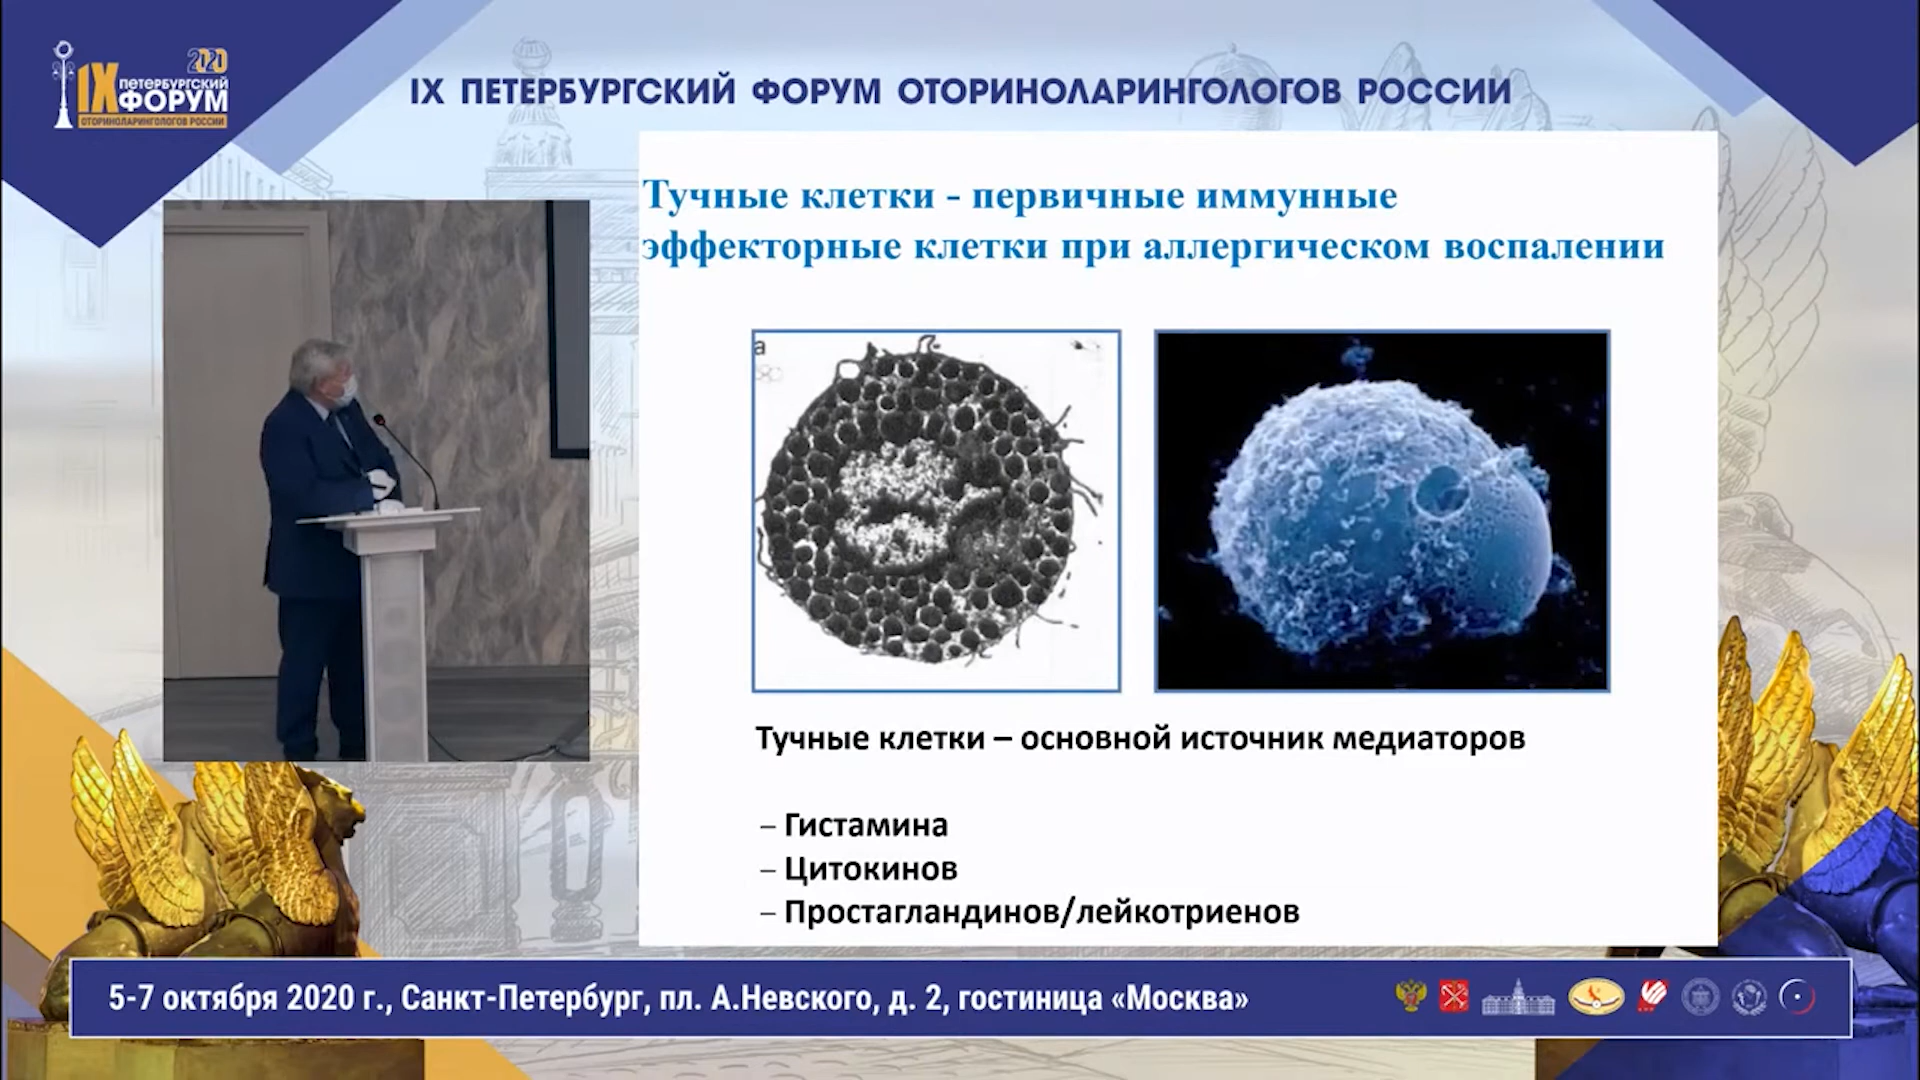 2020
IX ПЕТЕРБУРГСКИЙ
ФОРУМ
ОТОРИНОЛАРИНГОЛОГОВ РОССИИ
IX ПЕТЕРБУРГСКИЙ ФОРУМ ОТОРИНОЛАРИНГОЛОГОВ РОССИИ
Тучные клетки - первичные иммунные
эффекторные клетки при аллергическом воспалении
a
Тучные клетки – основной источник медиаторов
– Гистамина
– Цитокинов
– Простагландинов/лейкотриенов
5-7 октября 2020 г., Санкт-Петербург, пл. А.Невского, д. 2, гостиница «Москва»